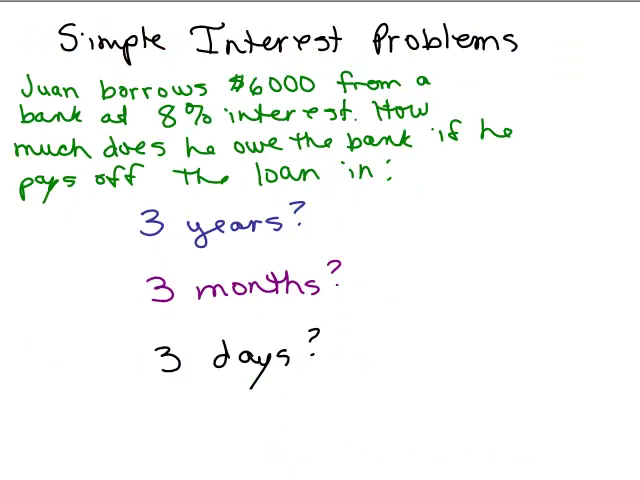 Simple Interest Problems
Juan borrows $6000 from a
bank at 8% interest. How
much does he owe the bank if he
pays off the loan in:
3 years?
3 months?
3 days?